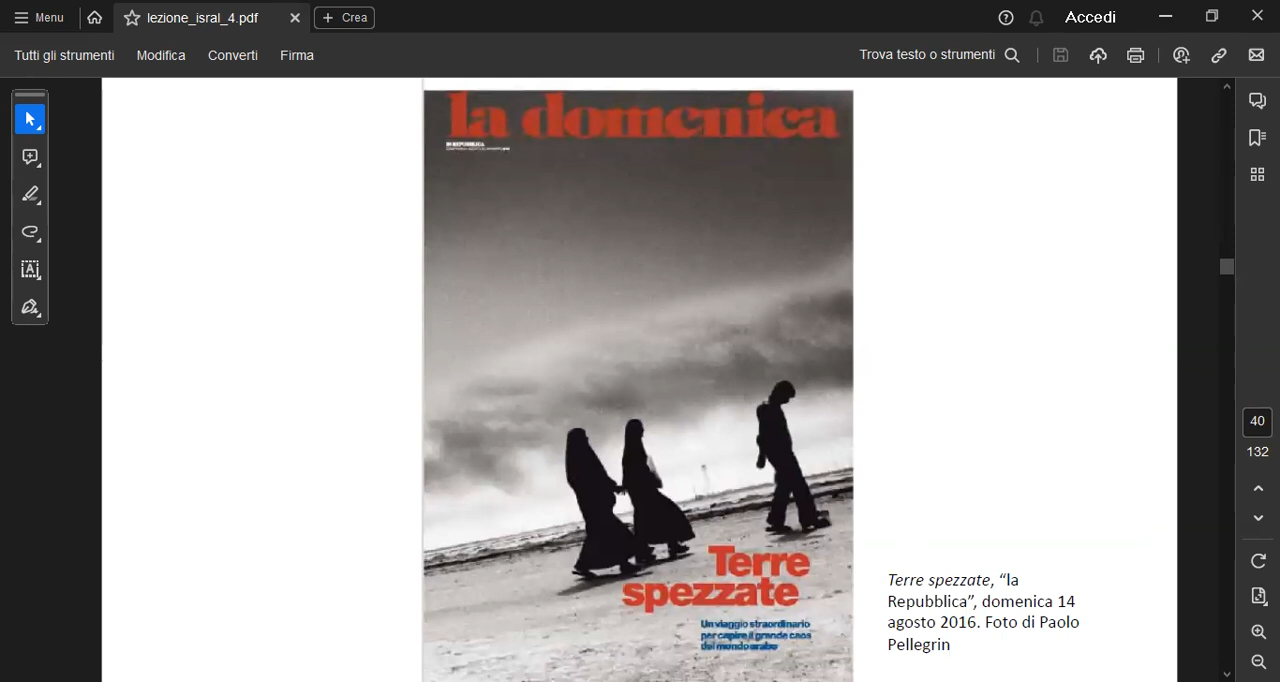 Menu
lezione_isral_4.pdf
Crea
Accedi
Tutti gli strumenti
Modifica
Converti
Firma
Trova testo o strumenti
la domenica
DI REPUBBLICA
Terre
spezzate
Un viaggio straordinario
per capire il grande caos
del mondo arabo
Terre spezzate, “la
Repubblica”, domenica 14
agosto 2016. Foto di Paolo
Pellegrin
40
132